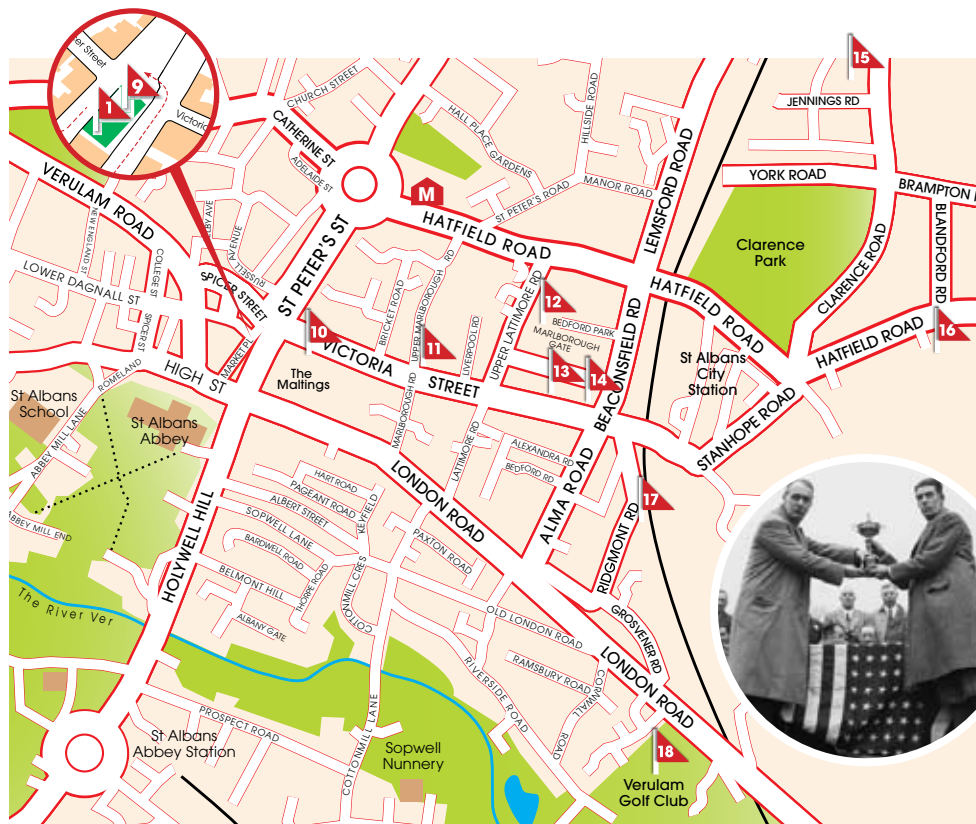 er Street
9
1
Victoria
15
JENNINGS RD
CHURCH STREET
HILLSIDE ROAD
CATHERINE ST
HALL PLACE GARDENS
LEMSFORD ROAD
ADELAIDE ST
YORK ROAD
BRAMPTON
VERULAM ROAD
M
ST PETER'S ROAD
MANOR ROAD
HATFIELD ROAD
BLANDFORD RD
NEW ENGLAND ST
RUSSELL AVENUE
ST PETER'S ST
Clarence
Park
CLARENCE ROAD
COLLEGE ST
LOWER DAGNALL ST
SPICER STREET
UPPER MARLBOROUGH RD
BRICKET ROAD
UPPER LATTIMORE RD
12
HATFIELD ROAD
SPICER ST
10
11
LIVERPOOL RD
BEDFORD PARK
MARLBOROUGH
GATE
BEACONSFIELD RD
HATFIELD ROAD
16
MARKET PL
VICTORIA STREET
13
14
St Albans
City
Station
HIGH ST
ROMELAND
The
Maltings
St Albans
School
St Albans
Abbey
STANHOPE ROAD
ABBEY MILL LANE
MARLBOROUGH RD
LATTIMORE RD
ALEXANDRA RD
BEDFORD RD
ALMA ROAD
LONDON ROAD
HART ROAD
PAGEANT ROAD
ALBERT STREET
KEYFIELD
SOPWELL LANE
17
RIDGMONT RD
ABBEY MILL END
HOLYWELL HILL
BARDWELL ROAD
PAXTON ROAD
BELMONT HILL
THORPE ROAD
COTTONMILL CRES
The River Ver
ALBANY GATE
OLD LONDON ROAD
GROSVENER RD
RAMSBURY ROAD
CORNWALL ROAD
LONDON ROAD
RIVERSIDE ROAD
PROSPECT ROAD
COTTONMILL LANE
St Albans
Abbey Station
Sopwell
Nunnery
18
Verulam
Golf Club